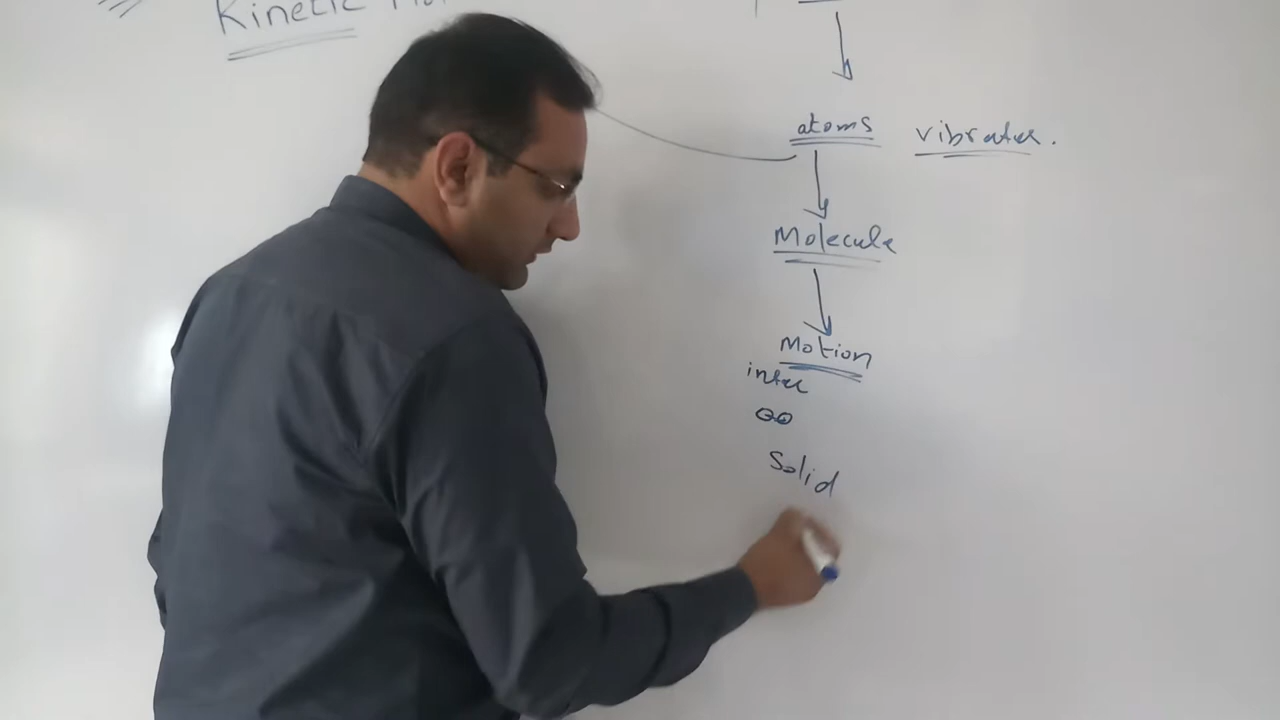 Kinetic
atoms vibrates.
Molecule
Motion
inter
Solid